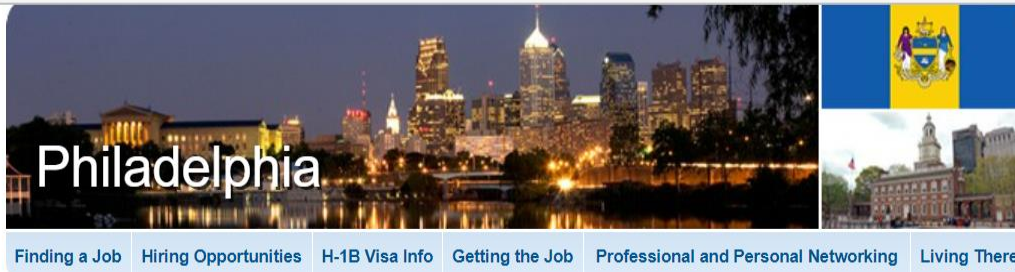 Philadelphia
Finding a Job Hiring Opportunities H-1B Visa Info Getting the Job Professional and Personal Networking Living There